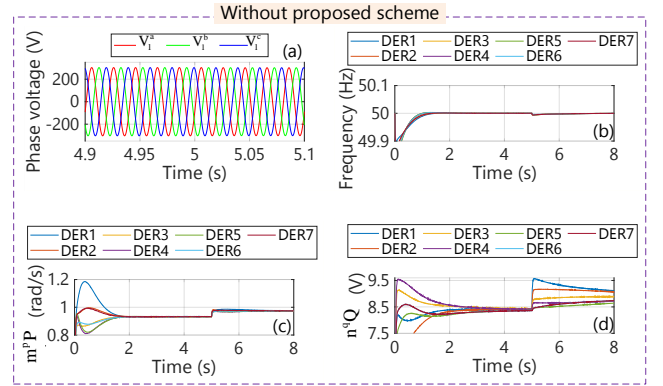 Without proposed scheme
V₁ᵃ V₁ᵇ V₁ᶜ
(a)
Phase voltage (V)
200
0
-200
4.9 4.95 5 5.05 5.1
Time (s)
DER1 DER3 DER5 DER7
DER2 DER4 DER6
Frequency (Hz)
50.1
50
49.9
(b)
0 2 4 6 8
Time (s)
DER1 DER3 DER5 DER7
DER2 DER4 DER6
mᵖP (rad/s)
1.2
1
0.8
(c)
0 2 4 6 8
Time (s)
DER1 DER3 DER5 DER7
DER2 DER4 DER6
n^qQ (V)
9.5
8.5
7.5
(d)
0 2 4 6 8
Time (s)